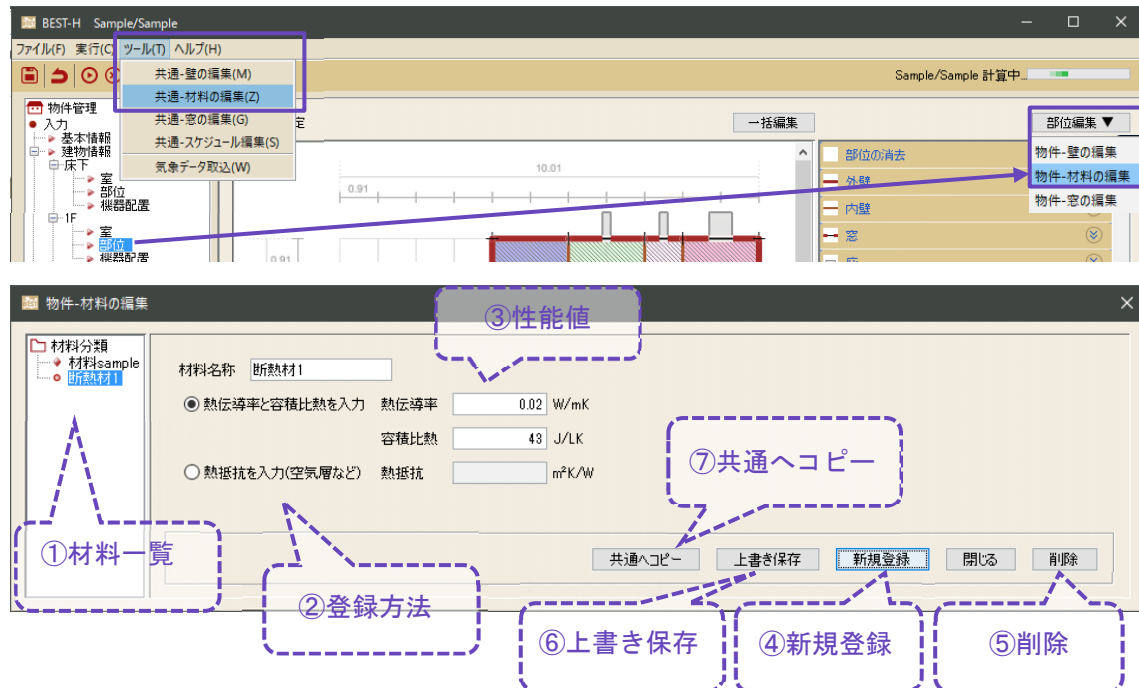 BEST-H Sample/Sample
ファイル(F) 実行(C) ツール(T) ヘルプ(H)
共通-壁の編集(M)
共通-材料の編集(Z)
共通-窓の編集(G)
共通-スケジュール編集(S)
気象データ取込(W)
Sample/Sample 計算中...
物件管理
入力
基本情報
建物情報
床下
室
部位
機器配置
1F
室
部位
機器配置
定
一括編集
部位編集▼
10.01
0.91
0.91
部位の消去
外壁
内壁
窓
物件-壁の編集
物件-材料の編集
物件-窓の編集
物件-材料の編集
③性能値
材料分類
材料sample
断熱材1
材料名称 断熱材1
熱伝導率と容積比熱を入力 熱伝導率 0.02 W/mK
容積比熱 43 J/LK
熱抵抗を入力(空気層など) 熱抵抗 m²K/W
⑦共通へコピー
①材料一覧
②登録方法
共通へコピー 上書き保存 新規登録 閉じる 削除
⑥上書き保存
④新規登録
⑤削除